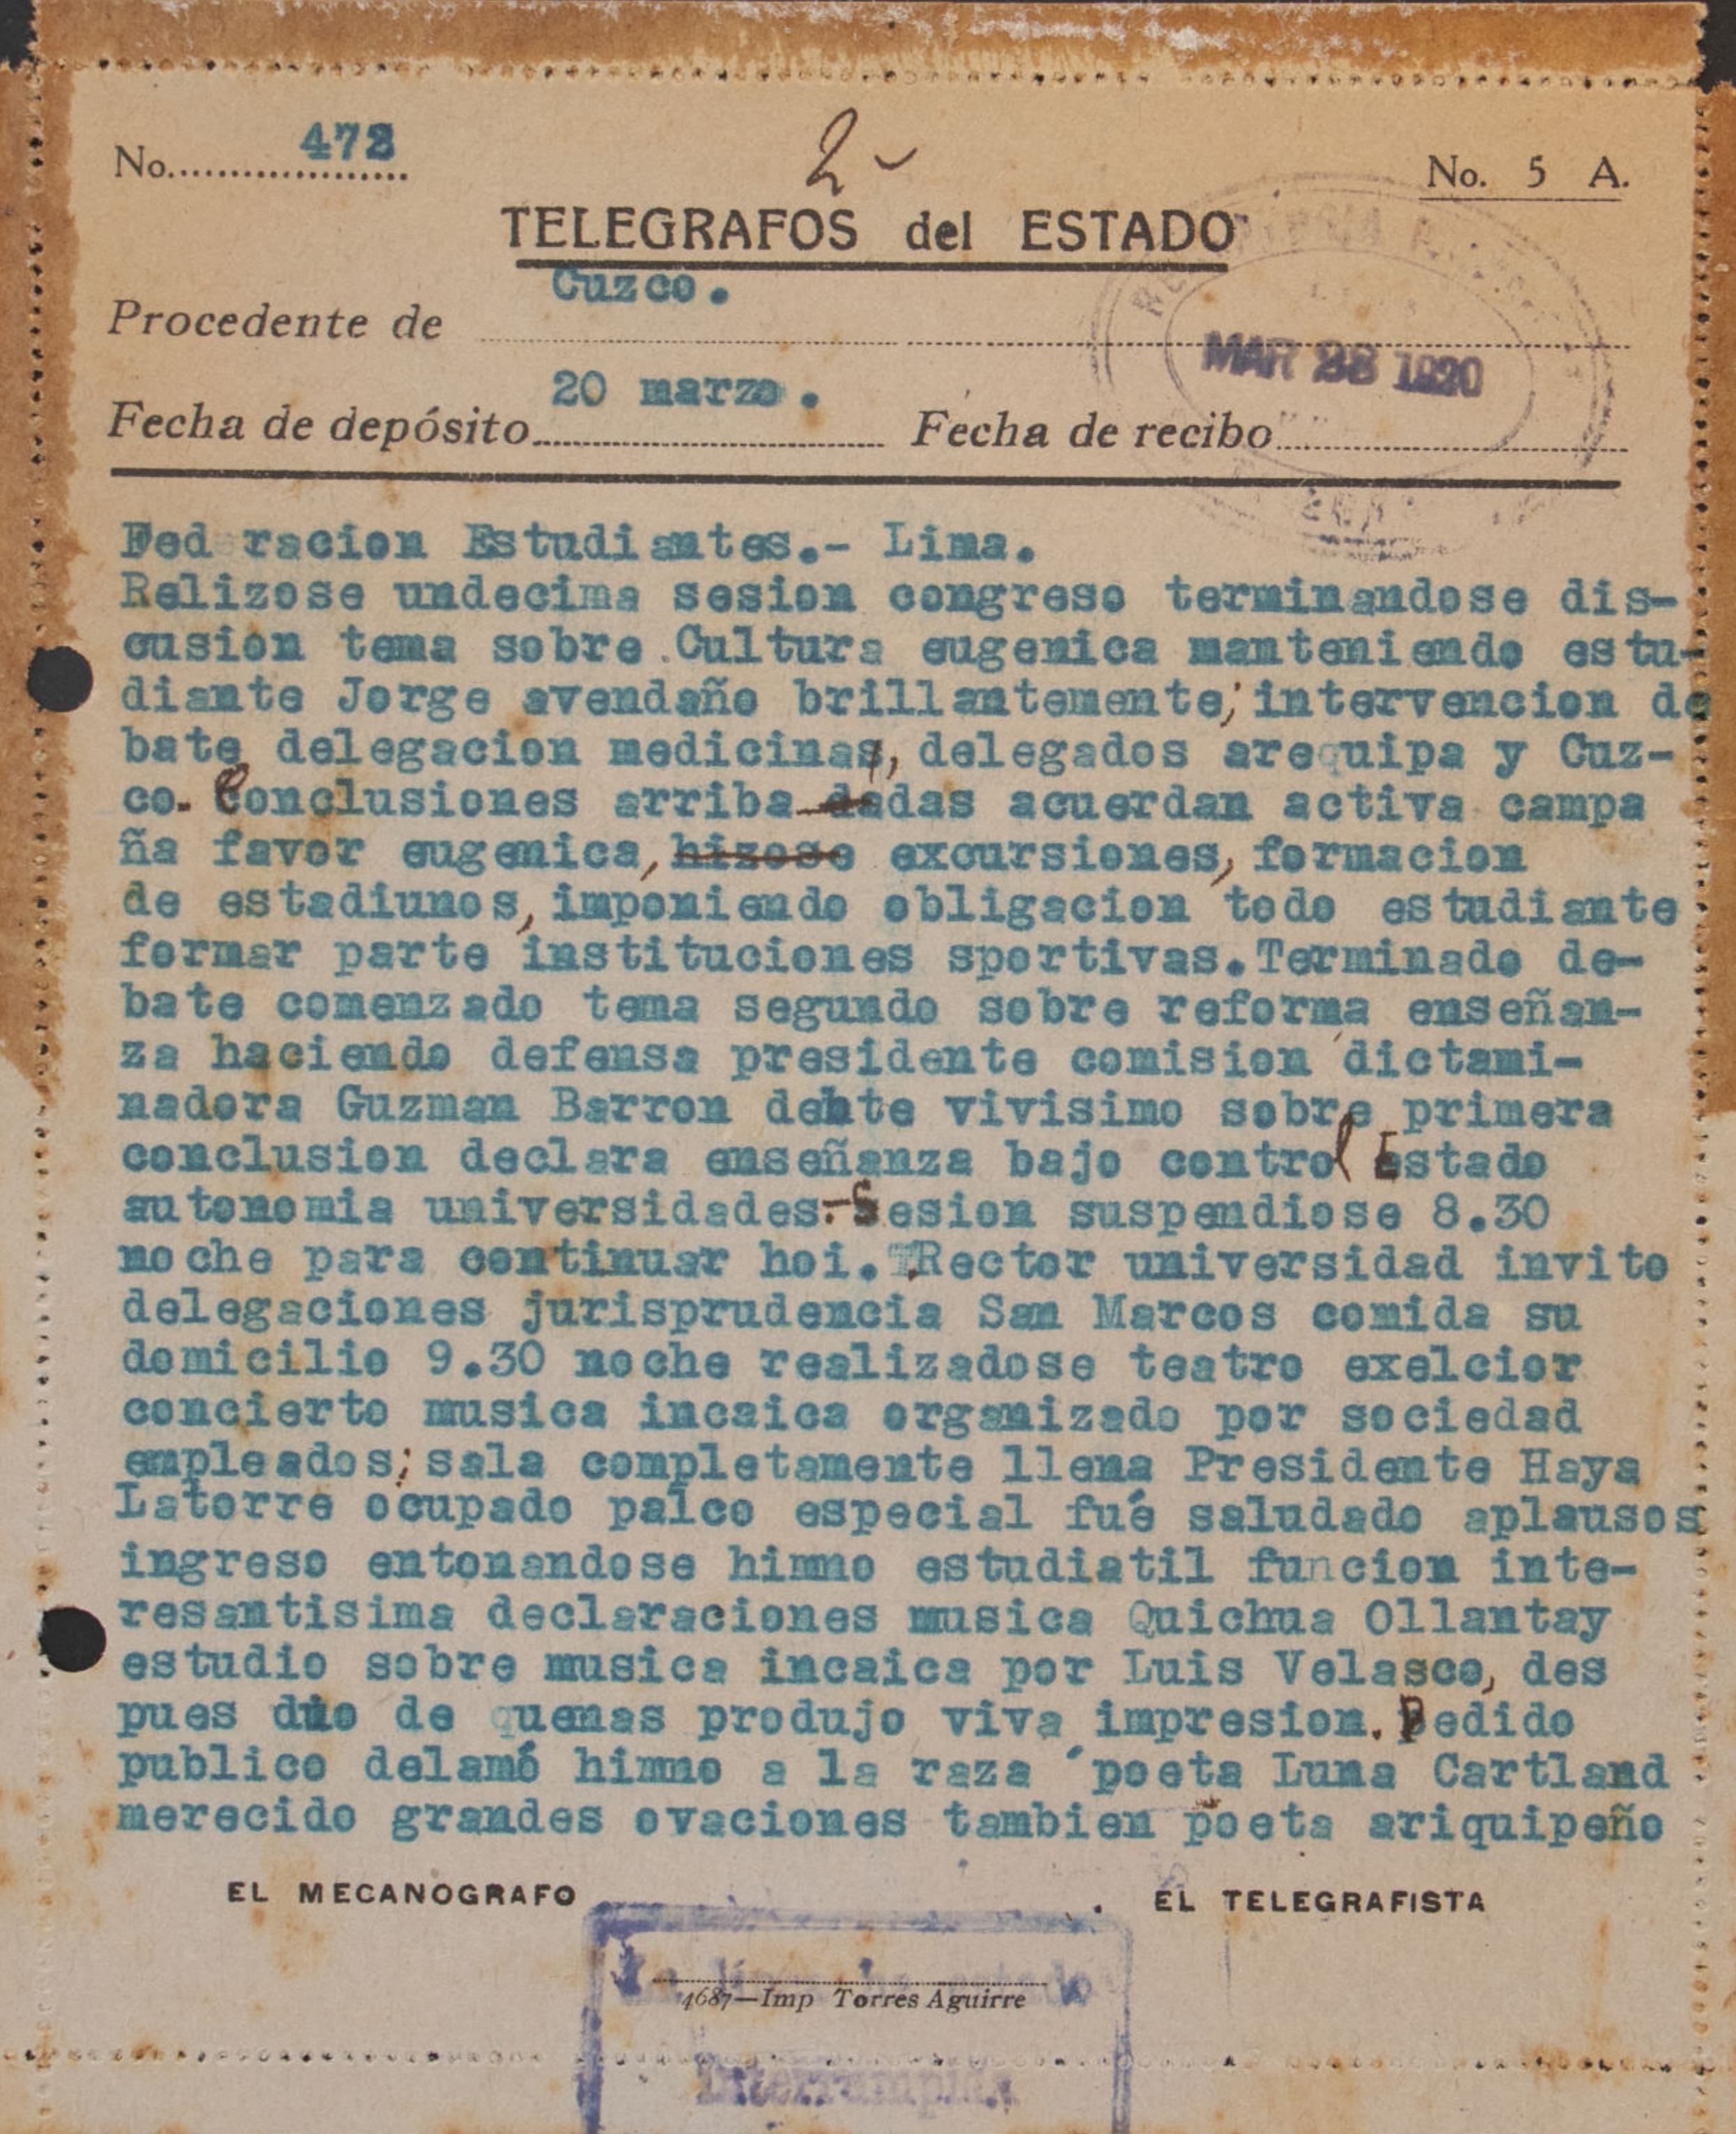 No. 472
2
No. 5 A.
TELEGRAFOS del ESTADO
Procedente de Cuzco.
Fecha de depósito 20 marzo. Fecha de recibo
MAR 1920
Fed racion Estudiantes.- Lima.
Relizose undecima sesion congreso terminandose dis-
cusion tema sobre Cultura eugenica manteniendo estu-
diante Jorge avendaño brillantemente; intervencion de
bate delegacion medicinas, delegados arequipa y Cuz-
co. Conclusiones arriba dadas acuerdan activa campa
ña favor eugenica, hizose excursiones, formacion
de estadiunos, imponiendo obligacion todo estudiante
formar parte instituciones sportivas. Terminado de-
bate comenzado tema segundo sobre reforma enseñan-
za haciendo defensa presidente comision dictami-
nadora Guzman Barron debte vivisimo sobre primera
conclusion declara enseñanza bajo control Estado
autonomia universidades.-Sesion suspendiose 8.30
noche para continuar hoi. Rector universidad invito
delegaciones jurisprudencia San Marcos comida su
domicilio 9.30 noche realizadose teatro exelcior
concierto musica incaica organizado por sociedad
empleados; sala completamente llena Presidente Haya
Latorre ocupado palco especial fué saludado aplausos
ingreso entonandose himno estudiatil funcion inte-
resantisima declaraciones musica Quichua Ollantay
estudio sobre musica incaica por Luis Velasco, des
pues duo de quenas produjo viva impresion. Pedido
publico delamó himno a la raza poeta Luna Cartland
merecido grandes ovaciones tambien poeta ariquipeño
EL MECANOGRAFO EL TELEGRAFISTA
4687—Imp Torres Aguirre
Interrumpida